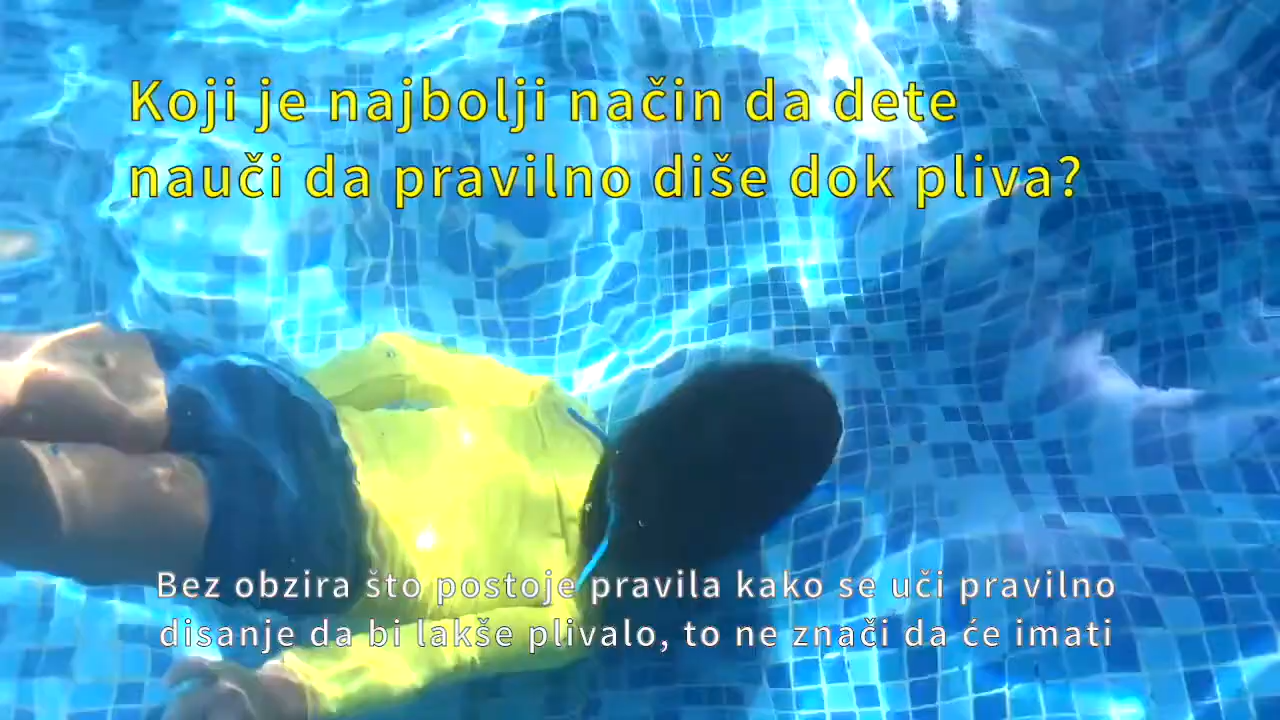 Koji je najbolji način da dete
nauči da pravilno diše dok pliva?
Bez obzira što postoje pravila kako se uči pravilno
disanje da bi lakše plivalo, to ne znači da će imati